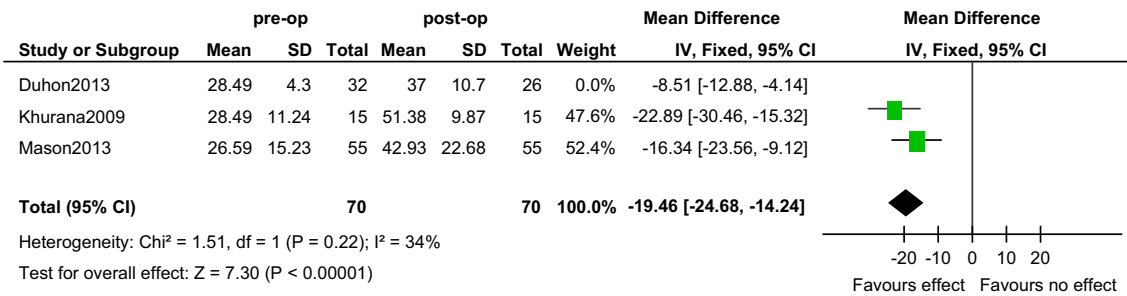 pre-op post-op Mean Difference Mean Difference
Study or Subgroup Mean SD Total Mean SD Total Weight IV, Fixed, 95% CI IV, Fixed, 95% CI
Duhon2013 28.49 4.3 32 37 10.7 26 0.0% -8.51 [-12.88, -4.14]
Khurana2009 28.49 11.24 15 51.38 9.87 15 47.6% -22.89 [-30.46, -15.32]
Mason2013 26.59 15.23 55 42.93 22.68 55 52.4% -16.34 [-23.56, -9.12]
Total (95% CI) 70 70 100.0% -19.46 [-24.68, -14.24]
Heterogeneity: Chi² = 1.51, df = 1 (P = 0.22); I² = 34%
Test for overall effect: Z = 7.30 (P < 0.00001)
-20 -10 0 10 20
Favours effect Favours no effect